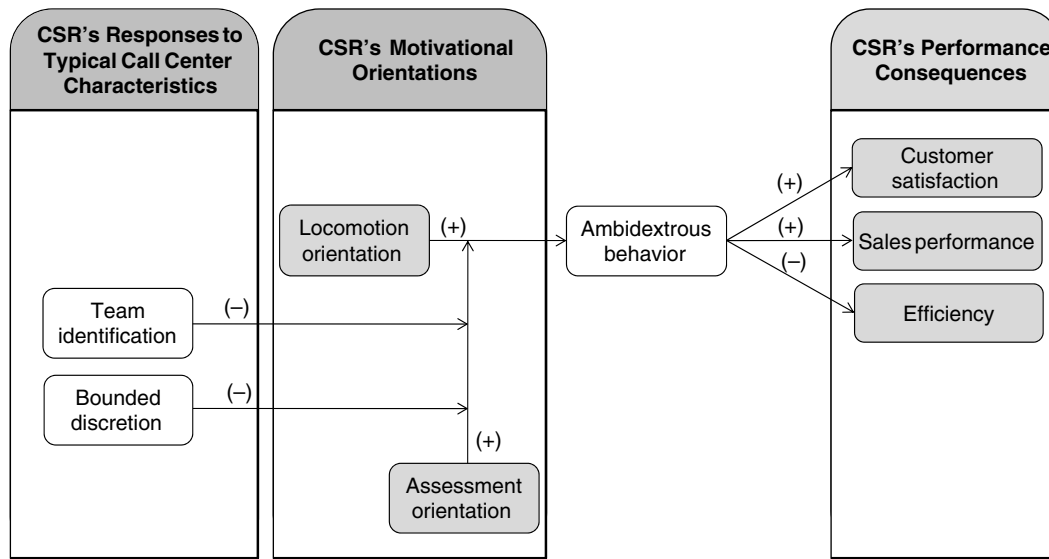 CSR's Responses to
Typical Call Center
Characteristics
CSR's Motivational
Orientations
CSR's Performance
Consequences
Customer
satisfaction
(+)
Locomotion
orientation
(+)
Ambidextrous
behavior
(+)
Sales performance
(–)
Team
identification
(–)
Efficiency
Bounded
discretion
(–)
(+)
Assessment
orientation